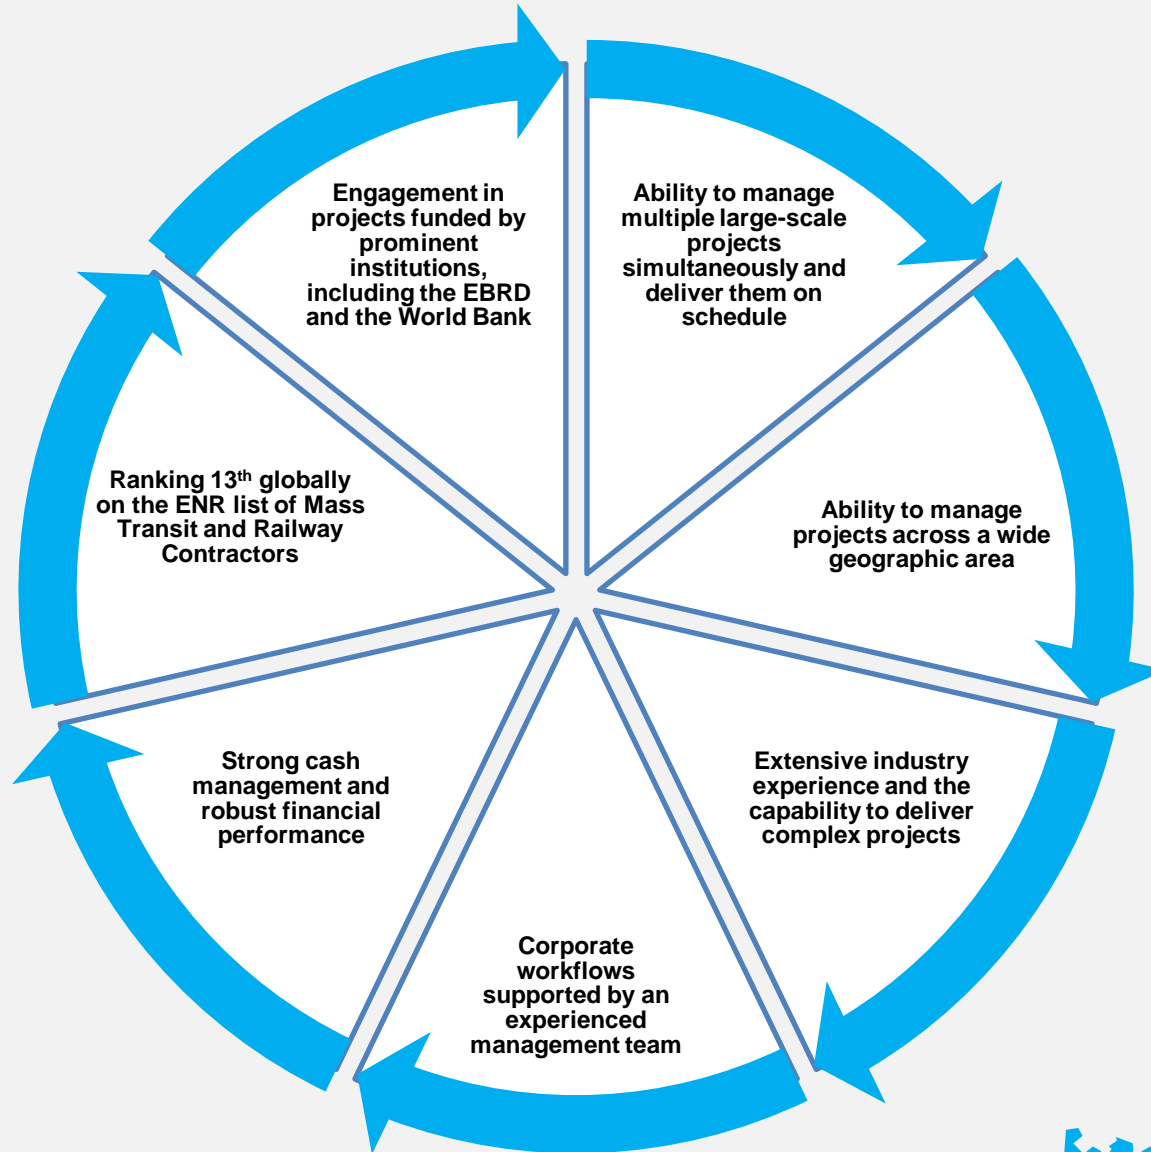 Engagement in
projects funded by
prominent
institutions,
including the EBRD
and the World Bank
Ability to manage
multiple large-scale
projects
simultaneously and
deliver them on
schedule
Ability to manage
projects across a wide
geographic area
Extensive industry
experience and the
capability to deliver
complex projects
Corporate
workflows
supported by an
experienced
management team
Strong cash
management and
robust financial
performance
Ranking 13th globally
on the ENR list of Mass
Transit and Railway
Contractors